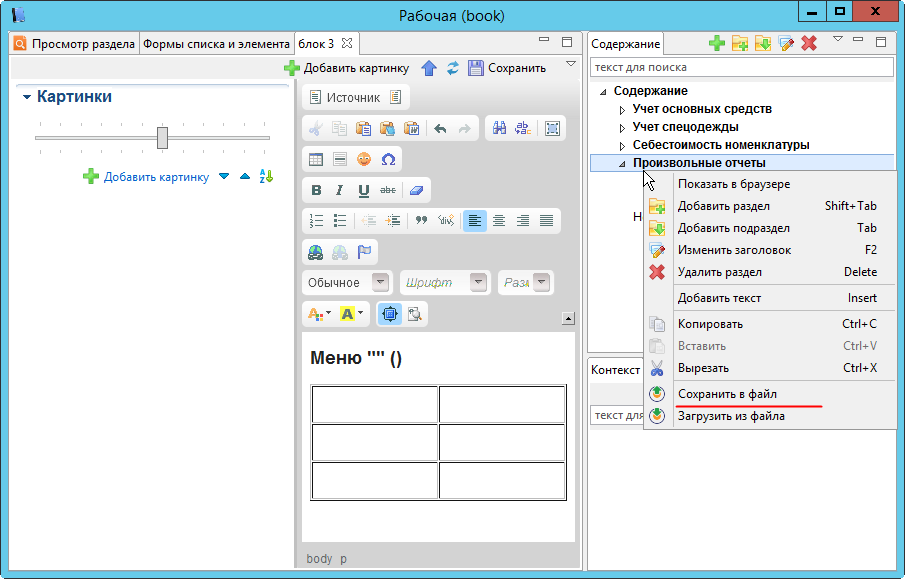 Рабочая (book)
Просмотр раздела
Формы списка и элемента
блок 3
Добавить картинку
Сохранить
Картинки
Добавить картинку
Источник
B I U abc
div
Обычное
Шрифт
Разм
Меню "" ()
body p
Содержание
текст для поиска
Содержание
Учет основных средств
Учет спецодежды
Себестоимость номенклатуры
Произвольные отчеты
Н
Показать в браузере
Добавить раздел Shift+Tab
Добавить подраздел Tab
Изменить заголовок F2
Удалить раздел Delete
Добавить текст Insert
Копировать Ctrl+C
Вставить Ctrl+V
Вырезать Ctrl+X
Сохранить в файл
Загрузить из файла
Контекст
текст для